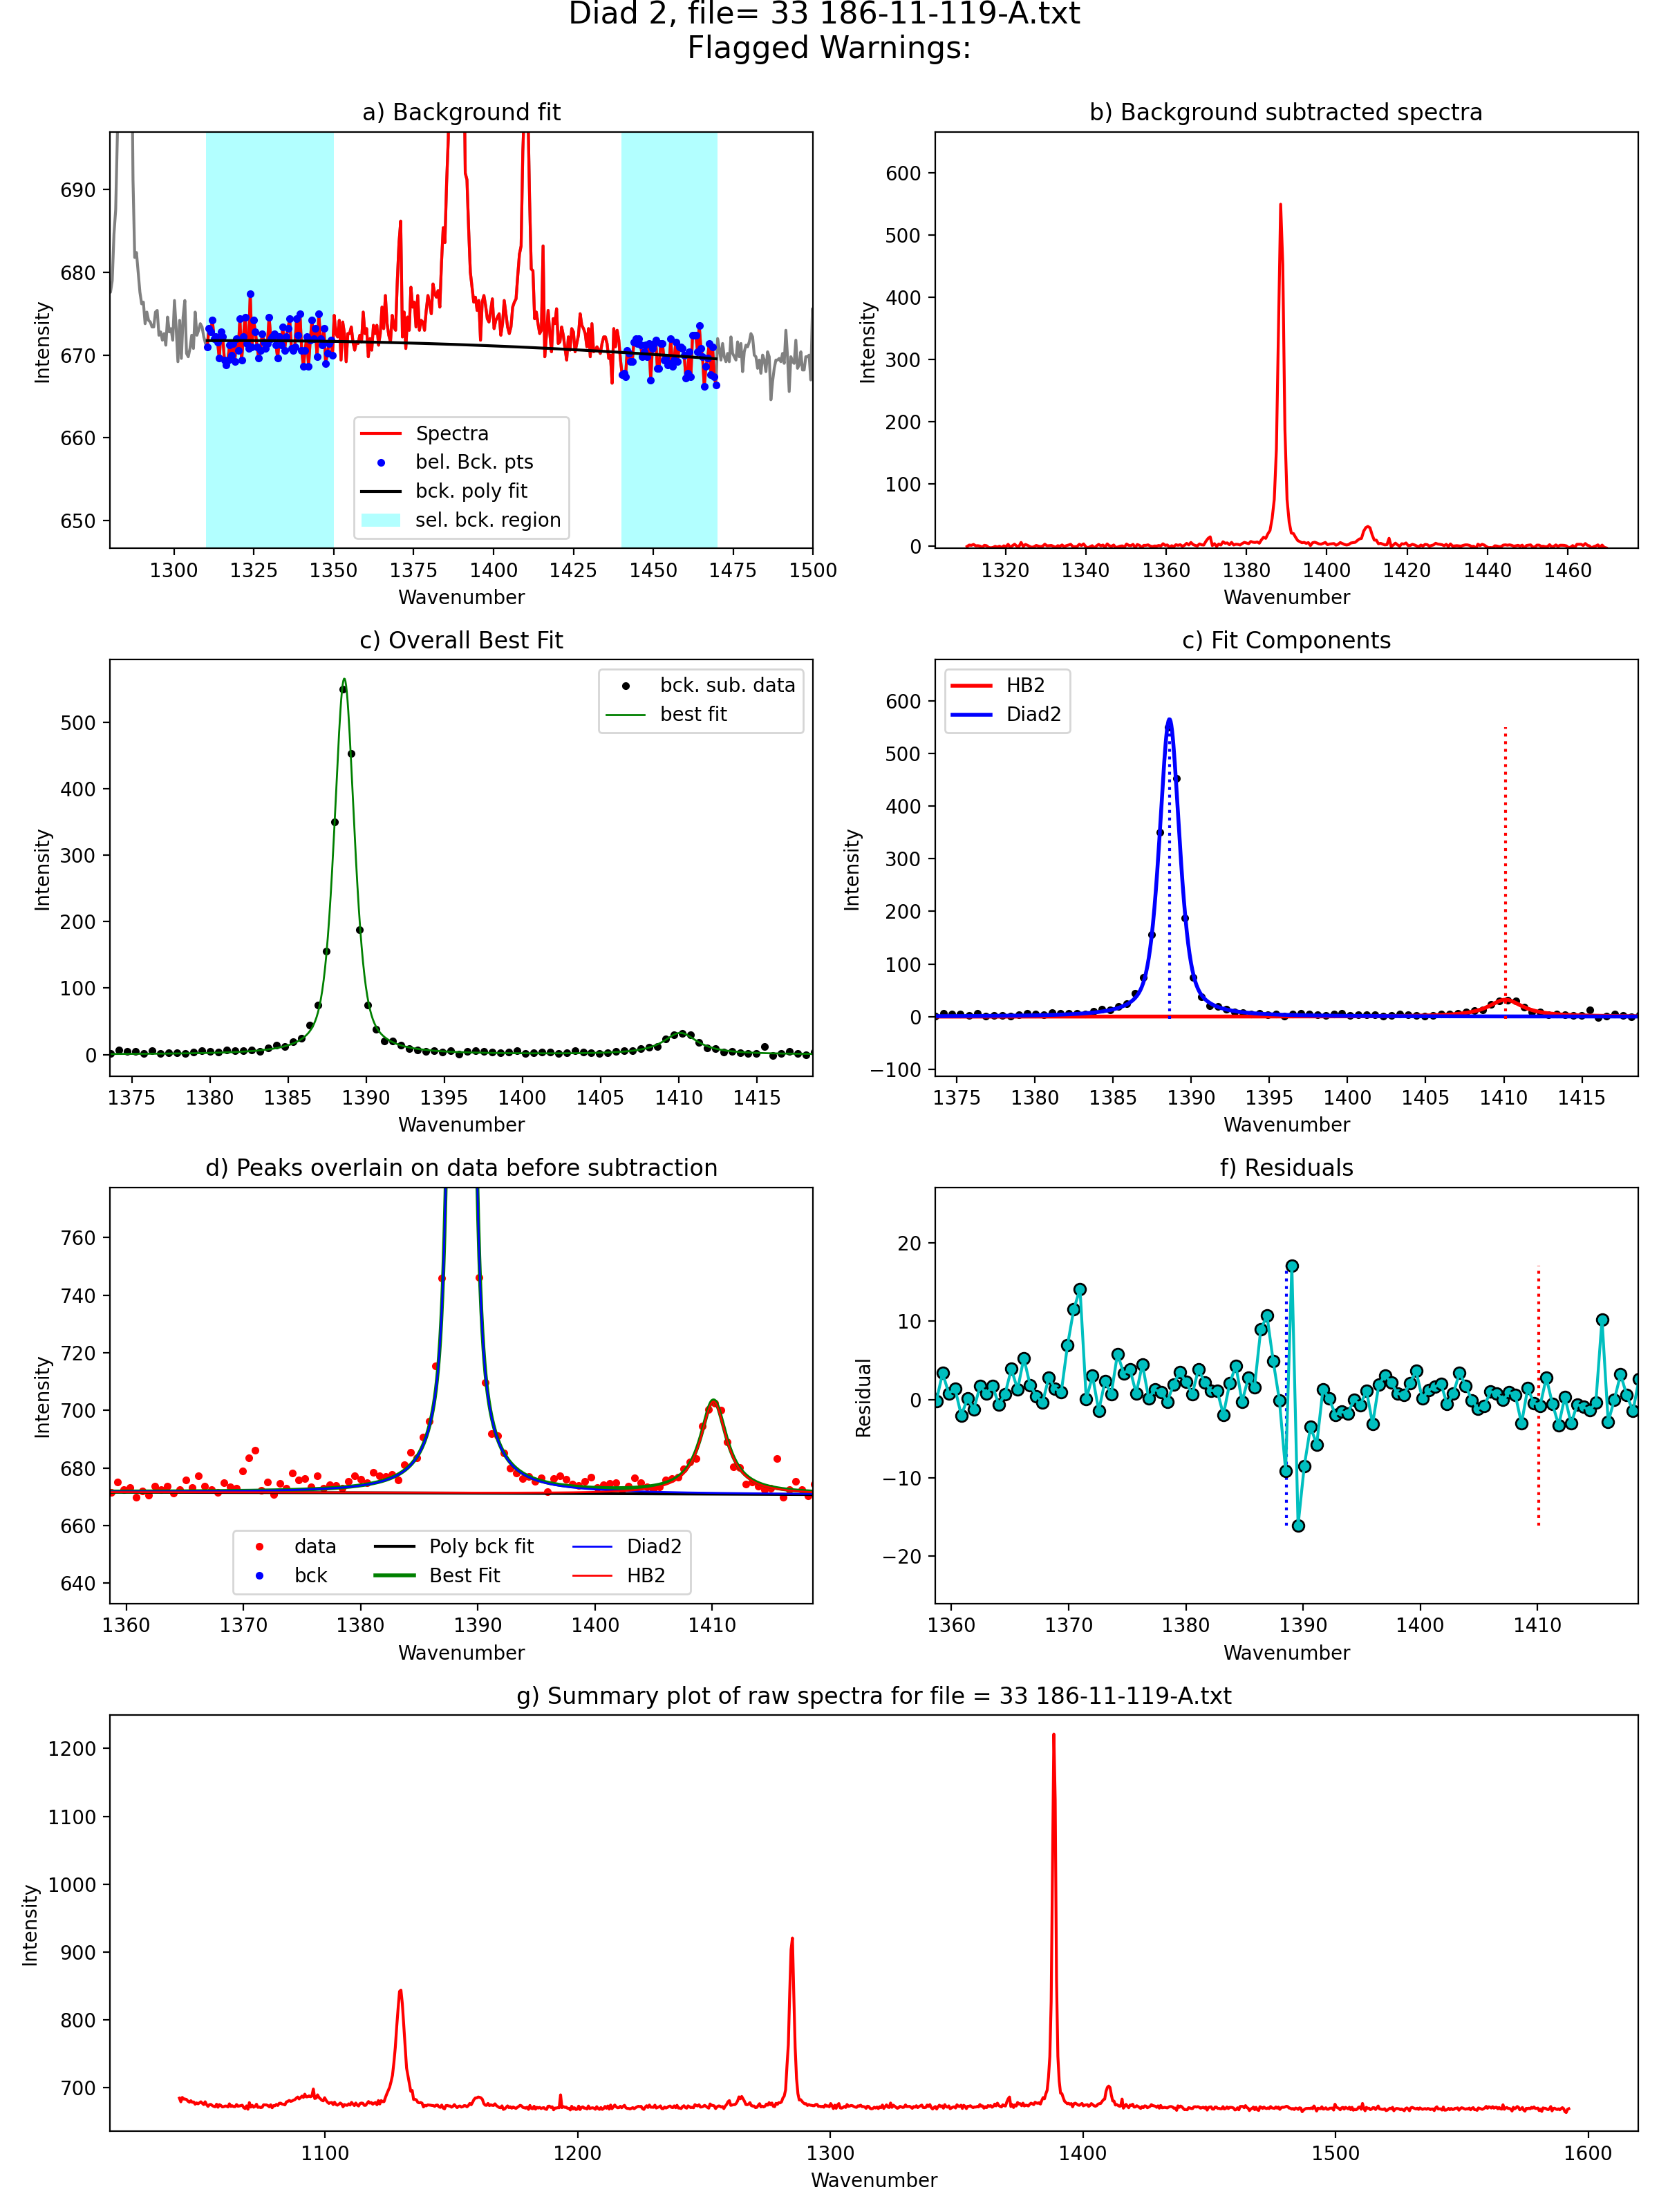 Diad 2, file= 33 186-11-119-A.txt
Flagged Warnings:
a) Background fit
690
680
670
660
650
Intensity
Spectra
bel. Bck. pts
bck. poly fit
sel. bck. region
1300 1325 1350 1375 1400 1425 1450 1475 1500
Wavenumber
b) Background subtracted spectra
600
500
400
300
200
100
0
Intensity
1320 1340 1360 1380 1400 1420 1440 1460
Wavenumber
c) Overall Best Fit
500
400
300
200
100
0
Intensity
bck. sub. data
best fit
1375 1380 1385 1390 1395 1400 1405 1410 1415
Wavenumber
c) Fit Components
600
500
400
300
200
100
0
−100
Intensity
HB2
Diad2
1375 1380 1385 1390 1395 1400 1405 1410 1415
Wavenumber
d) Peaks overlain on data before subtraction
760
740
720
700
680
660
640
Intensity
data
bck
Poly bck fit
Best Fit
Diad2
HB2
1360 1370 1380 1390 1400 1410
Wavenumber
f) Residuals
20
10
0
−10
−20
Residual
1360 1370 1380 1390 1400 1410
Wavenumber
g) Summary plot of raw spectra for file = 33 186-11-119-A.txt
1200
1100
1000
900
800
700
Intensity
1100 1200 1300 1400 1500 1600
Wavenumber